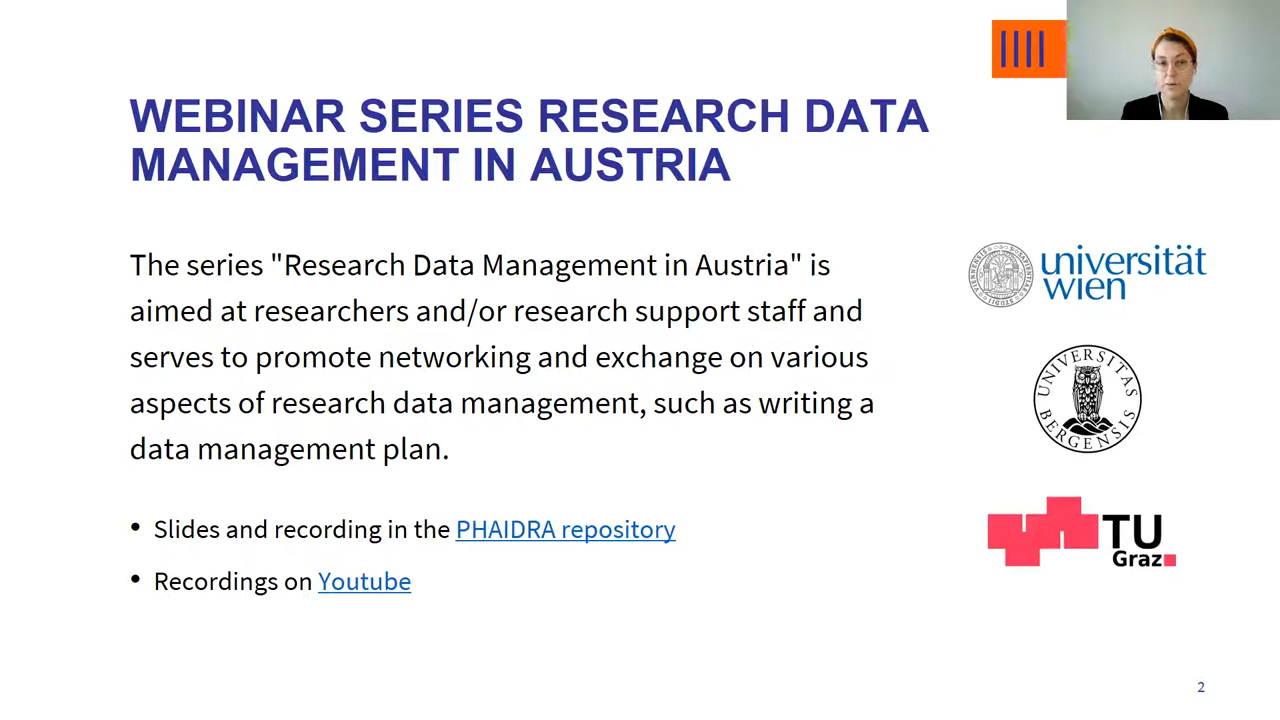 WEBINAR SERIES RESEARCH DATA
MANAGEMENT IN AUSTRIA
The series "Research Data Management in Austria" is
aimed at researchers and/or research support staff and
serves to promote networking and exchange on various
aspects of research data management, such as writing a
data management plan.
• Slides and recording in the PHAIDRA repository
• Recordings on Youtube
universität
wien
UNIVERSITAS
BERGENSIS
TU
Graz
2